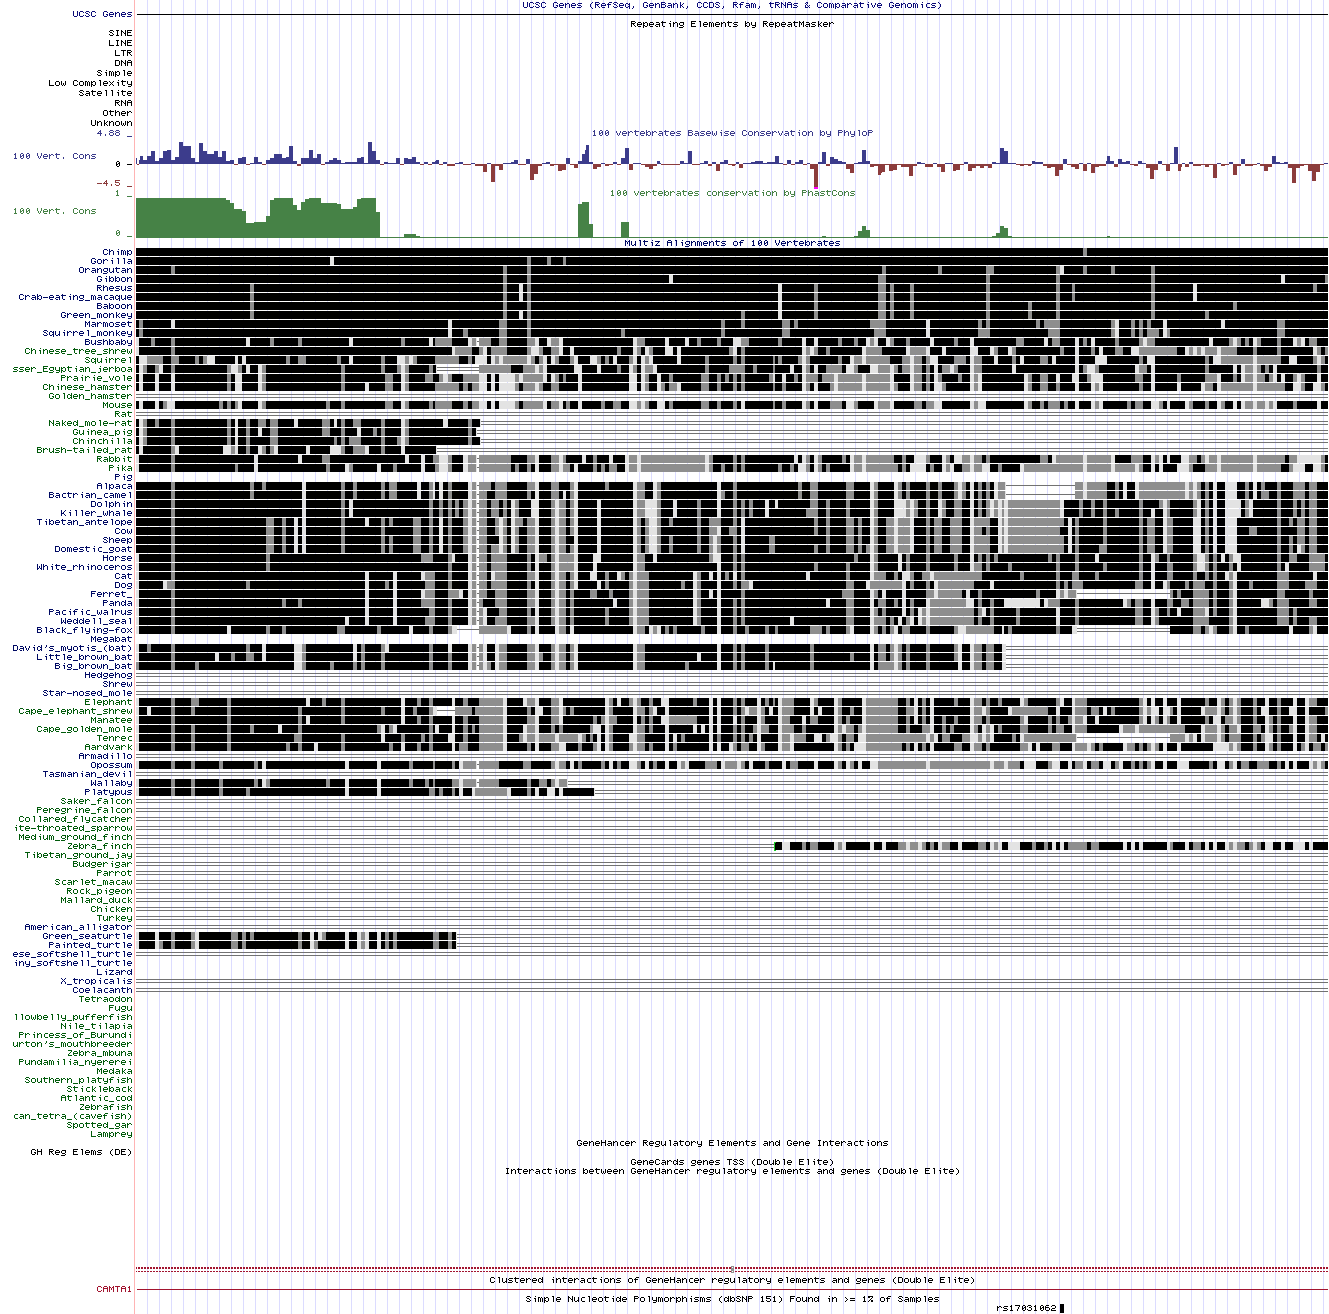 UCSC Genes (RefSeq, GenBank, CCDS, Rfam, tRNAs & Comparative Genomics)
UCSC Genes
Repeating Elements by RepeatMasker
SINE
LINE
LTR
DNA
Simple
Low Complexity
Satellite
RNA
Other
Unknown
4.88 _
100 vertebrates Basewise Conservation by PhyloP
100 Vert. Cons
0 _
-4.5 _
100 vertebrates conservation by PhastCons
1 _
100 Vert. Cons
0 _
Multiz Alignments of 100 Vertebrates
Chimp
Gorilla
Orangutan
Gibbon
Rhesus
Crab-eating_macaque
Baboon
Green_monkey
Marmoset
Squirrel_monkey
Bushbaby
Chinese_tree_shrew
Squirrel
sser_Egyptian_jerboa
Prairie_vole
Chinese_hamster
Golden_hamster
Mouse
Rat
Naked_mole-rat
Guinea_pig
Chinchilla
Brush-tailed_rat
Rabbit
Pika
Pig
Alpaca
Bactrian_camel
Dolphin
Killer_whale
Tibetan_antelope
Cow
Sheep
Domestic_goat
Horse
White_rhinoceros
Cat
Dog
Ferret_
Panda
Pacific_walrus
Weddell_seal
Black_flying-fox
Megabat
David's_myotis_(bat)
Little_brown_bat
Big_brown_bat
Hedgehog
Shrew
Star-nosed_mole
Elephant
Cape_elephant_shrew
Manatee
Cape_golden_mole
Tenrec
Aardvark
Armadillo
Opossum
Tasmanian_devil
Wallaby
Platypus
Saker_falcon
Peregrine_falcon
Collared_flycatcher
ite-throated_sparrow
Medium_ground_finch
Zebra_finch
Tibetan_ground_jay
Budgerigar
Parrot
Scarlet_macaw
Rock_pigeon
Mallard_duck
Chicken
Turkey
American_alligator
Green_seaturtle
Painted_turtle
ese_softshell_turtle
iny_softshell_turtle
Lizard
X_tropicalis
Coelacanth
Tetraodon
Fugu
llowbelly_pufferfish
Nile_tilapia
Princess_of_Burundi
urton's_mouthbreeder
Zebra_mbuna
Pundamilia_nyererei
Medaka
Southern_platyfish
Stickleback
Atlantic_cod
Zebrafish
can_tetra_(cavefish)
Spotted_gar
Lamprey
GeneHancer Regulatory Elements and Gene Interactions
GH Reg Elems (DE)
GeneCards genes TSS (Double Elite)
Interactions between GeneHancer regulatory elements and genes (Double Elite)
Clustered interactions of GeneHancer regulatory elements and genes (Double Elite)
CAMTA1
Simple Nucleotide Polymorphisms (dbSNP 151) Found in >= 1% of Samples
rs17031062